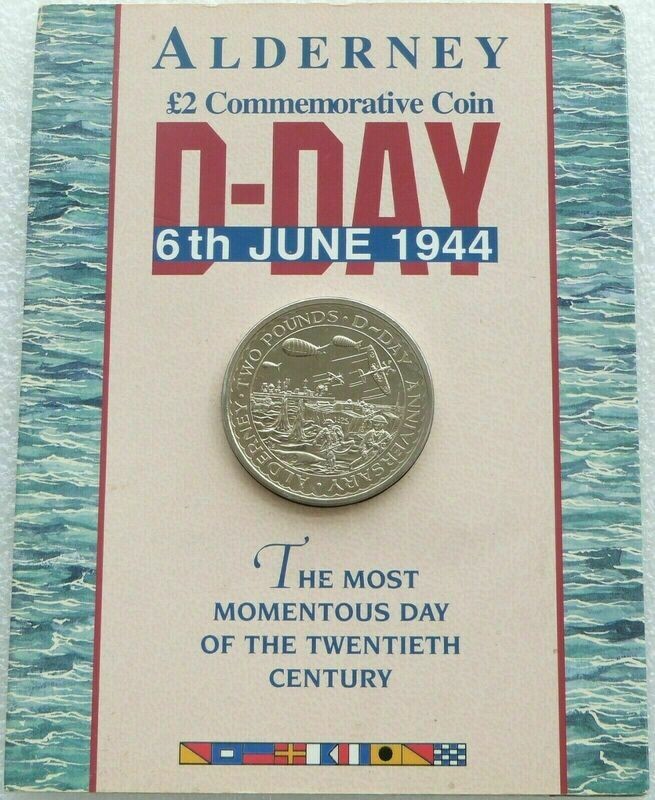 ALDERNEY
£2 Commemorative Coin
D-DAY
6th JUNE 1944
ALDERNEY · TWO POUNDS · D-DAY ANNIVERSARY ·
THE MOST
MOMENTOUS DAY
OF THE TWENTIETH
CENTURY